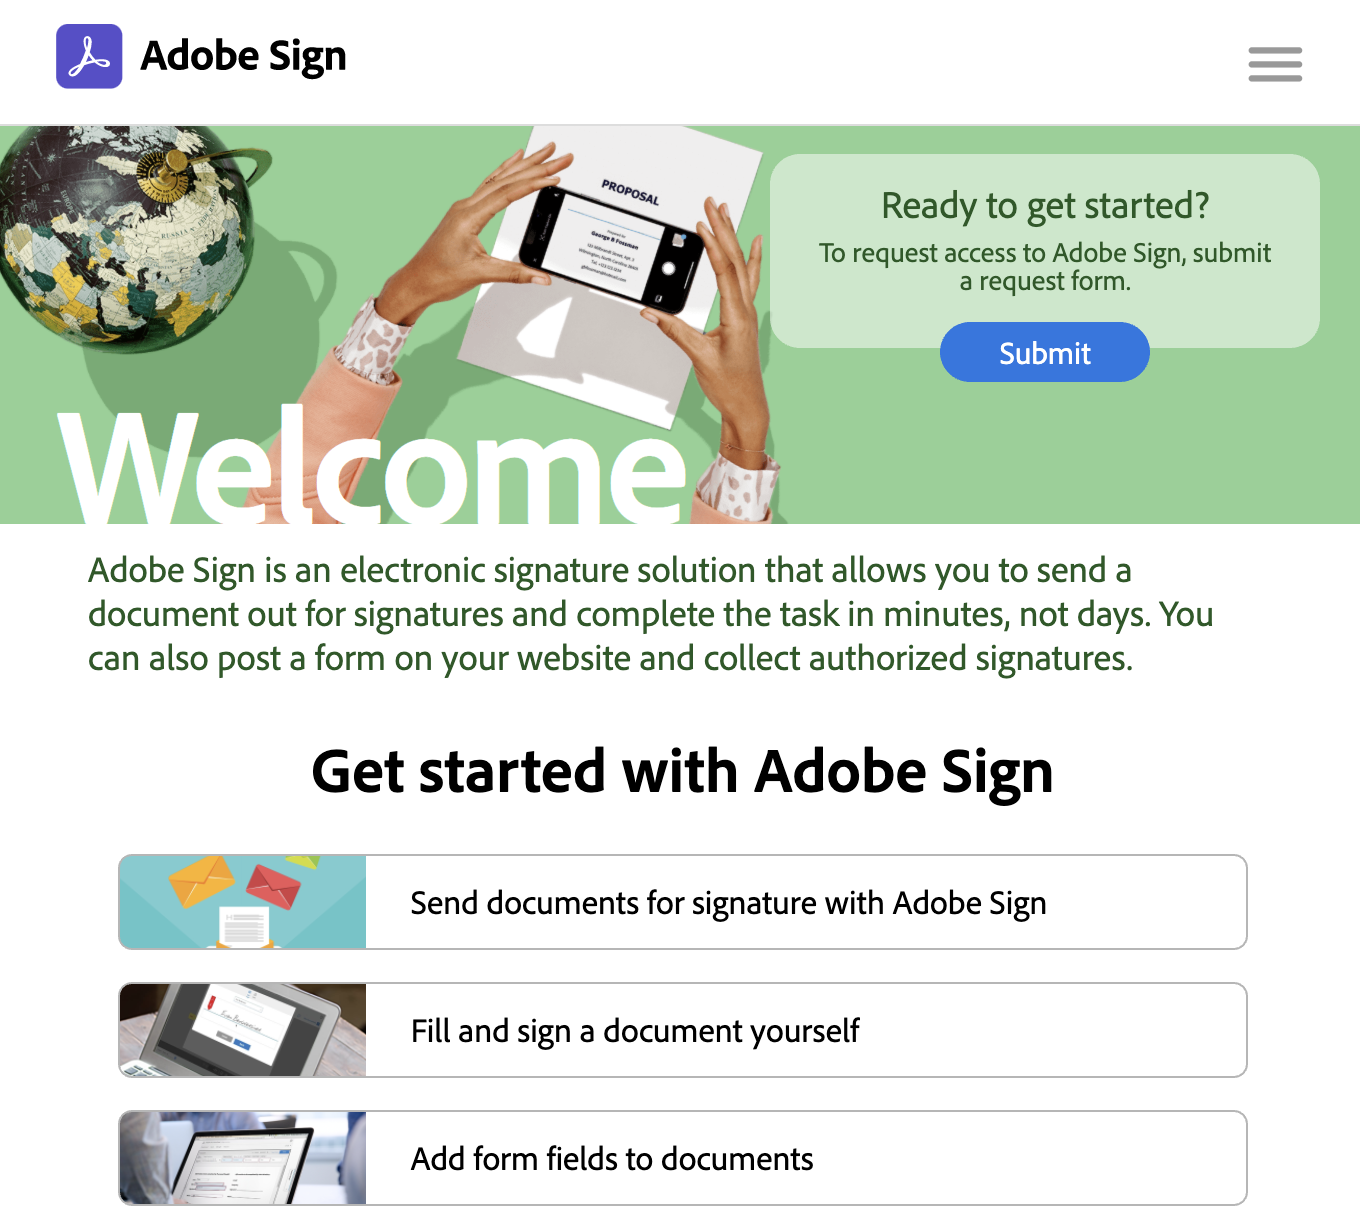 Adobe Sign
PROPOSAL
George B Fossman
Ready to get started?
To request access to Adobe Sign, submit
a request form.
Submit
Welcome
Adobe Sign is an electronic signature solution that allows you to send a
document out for signatures and complete the task in minutes, not days. You
can also post a form on your website and collect authorized signatures.
Get started with Adobe Sign
Send documents for signature with Adobe Sign
Fill and sign a document yourself
Add form fields to documents